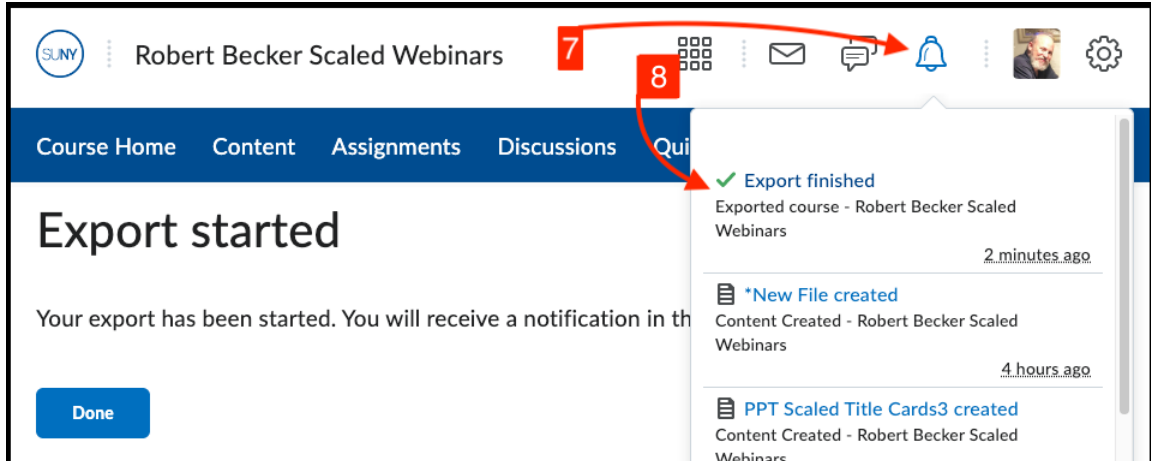 SUNY
Robert Becker Scaled Webinars
7
8
Course Home Content Assignments Discussions Qui
Export started
Your export has been started. You will receive a notification in th
Done
Export finished
Exported course - Robert Becker Scaled
Webinars
2 minutes ago
*New File created
Content Created - Robert Becker Scaled
Webinars
4 hours ago
PPT Scaled Title Cards3 created
Content Created - Robert Becker Scaled
Webinars